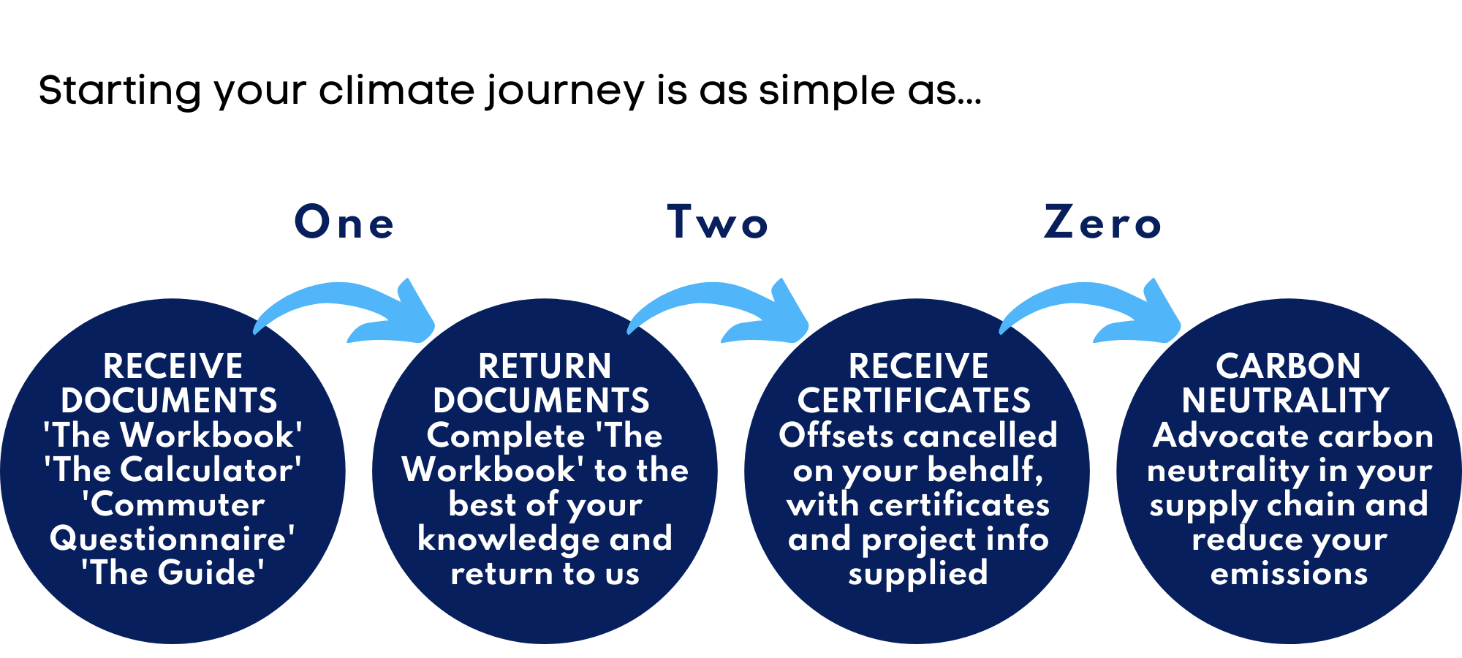 Starting your climate journey is as simple as...
One
Two
Zero
RECEIVE
DOCUMENTS
'The Workbook'
'The Calculator'
'Commuter
Questionnaire'
'The Guide'
RETURN
DOCUMENTS
Complete 'The
Workbook' to the
best of your
knowledge and
return to us
RECEIVE
CERTIFICATES
Offsets cancelled
on your behalf,
with certificates
and project info
supplied
CARBON
NEUTRALITY
Advocate carbon
neutrality in your
supply chain and
reduce your
emissions